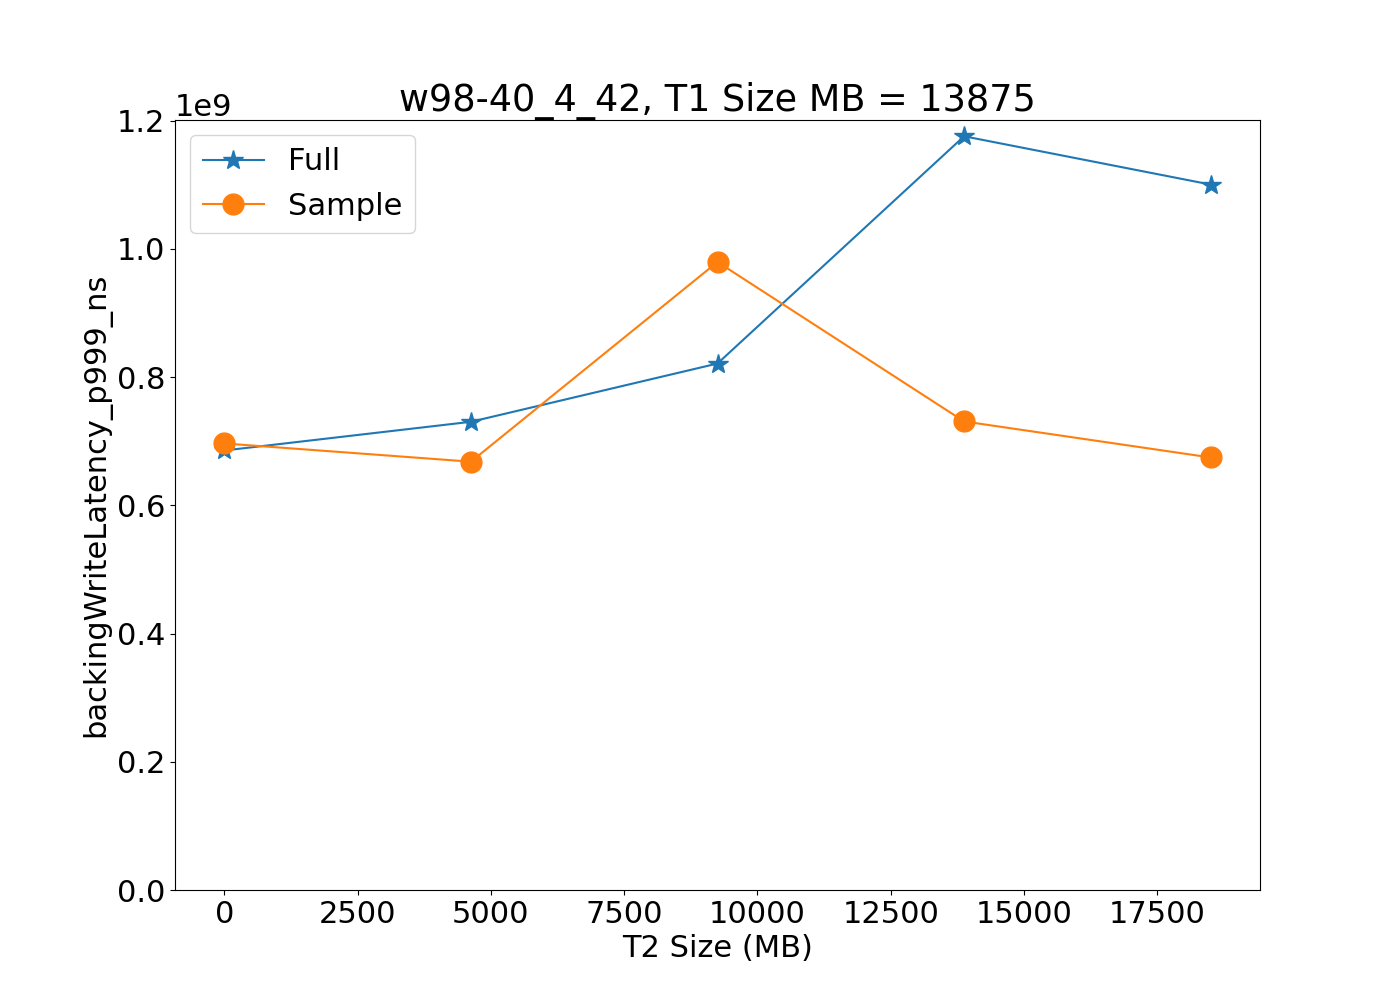 w98-40_4_42, T1 Size MB = 13875
1e9
1.2
1.0
0.8
0.6
0.4
0.2
0.0
Full
Sample
backingWriteLatency_p999_ns
0 2500 5000 7500 10000 12500 15000 17500
T2 Size (MB)